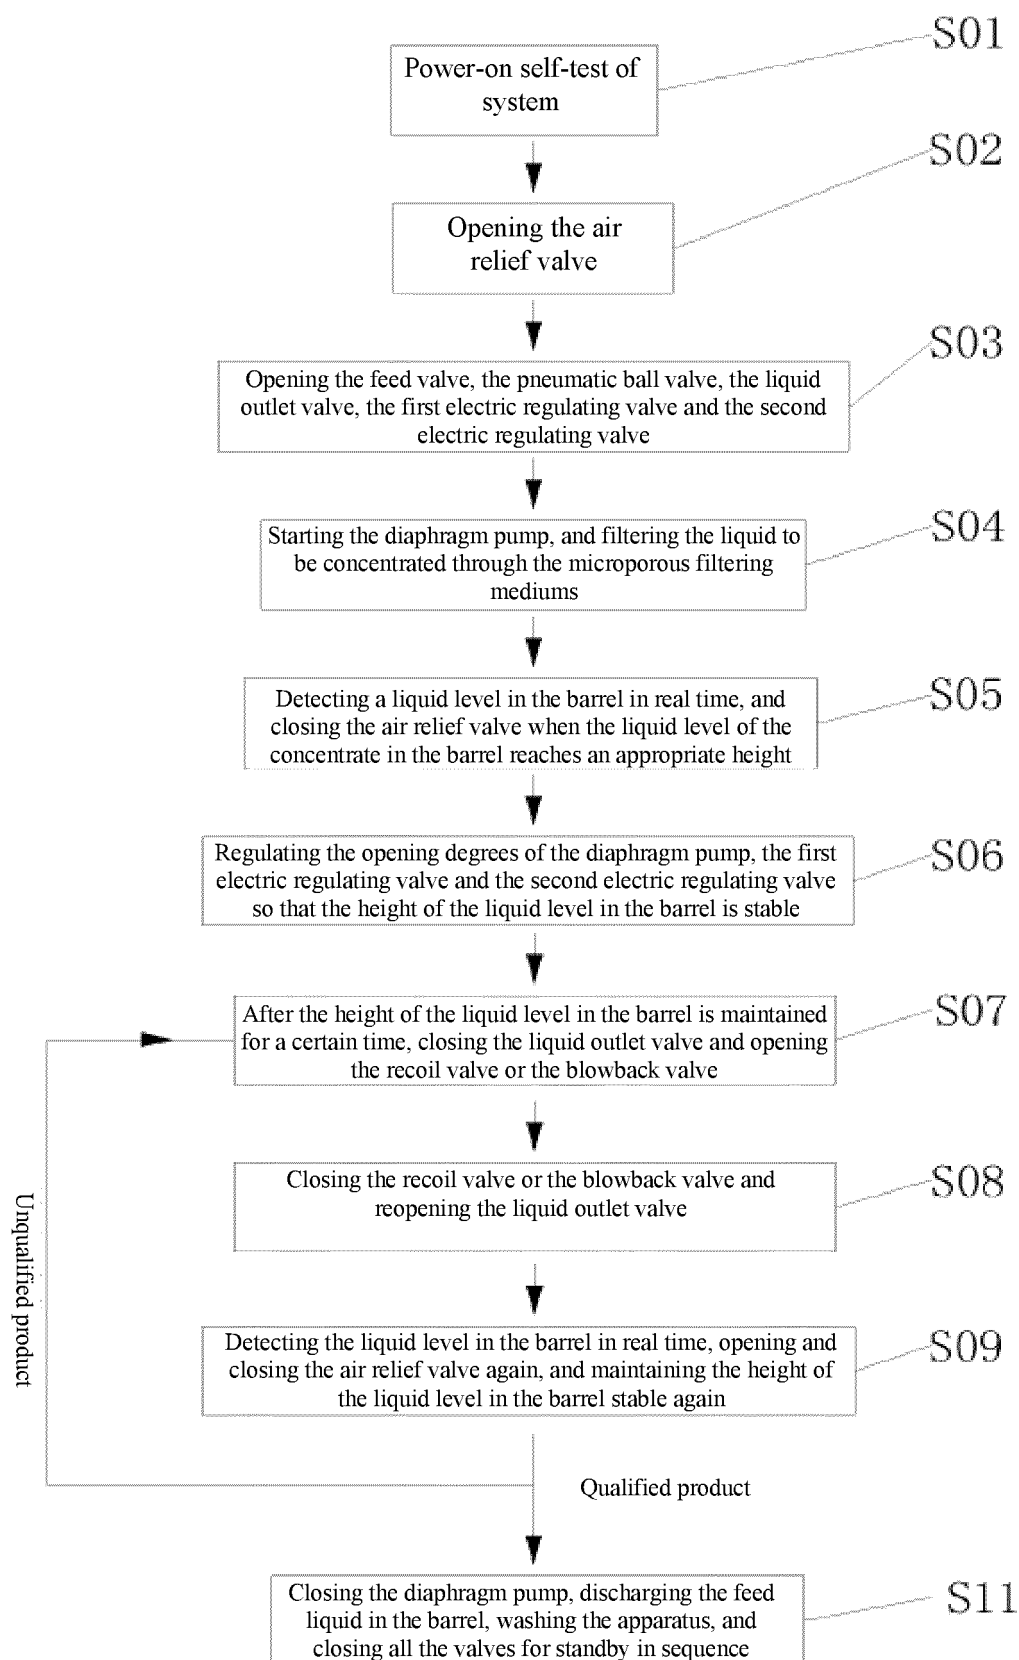 S01
Power-on self-test of
system
S02
Opening the air
relief valve
S03
Opening the feed valve, the pneumatic ball valve, the liquid
outlet valve, the first electric regulating valve and the second
electric regulating valve
S04
Starting the diaphragm pump, and filtering the liquid to
be concentrated through the microporous filtering
mediums
S05
Detecting a liquid level in the barrel in real time, and
closing the air relief valve when the liquid level of the
concentrate in the barrel reaches an appropriate height
S06
Regulating the opening degrees of the diaphragm pump, the first
electric regulating valve and the second electric regulating valve
so that the height of the liquid level in the barrel is stable
S07
After the height of the liquid level in the barrel is maintained
for a certain time, closing the liquid outlet valve and opening
the recoil valve or the blowback valve
S08
Closing the recoil valve or the blowback valve and
reopening the liquid outlet valve
Unqualified product
S09
Detecting the liquid level in the barrel in real time, opening and
closing the air relief valve again, and maintaining the height of
the liquid level in the barrel stable again
Qualified product
S11
Closing the diaphragm pump, discharging the feed
liquid in the barrel, washing the apparatus, and
closing all the valves for standby in sequence